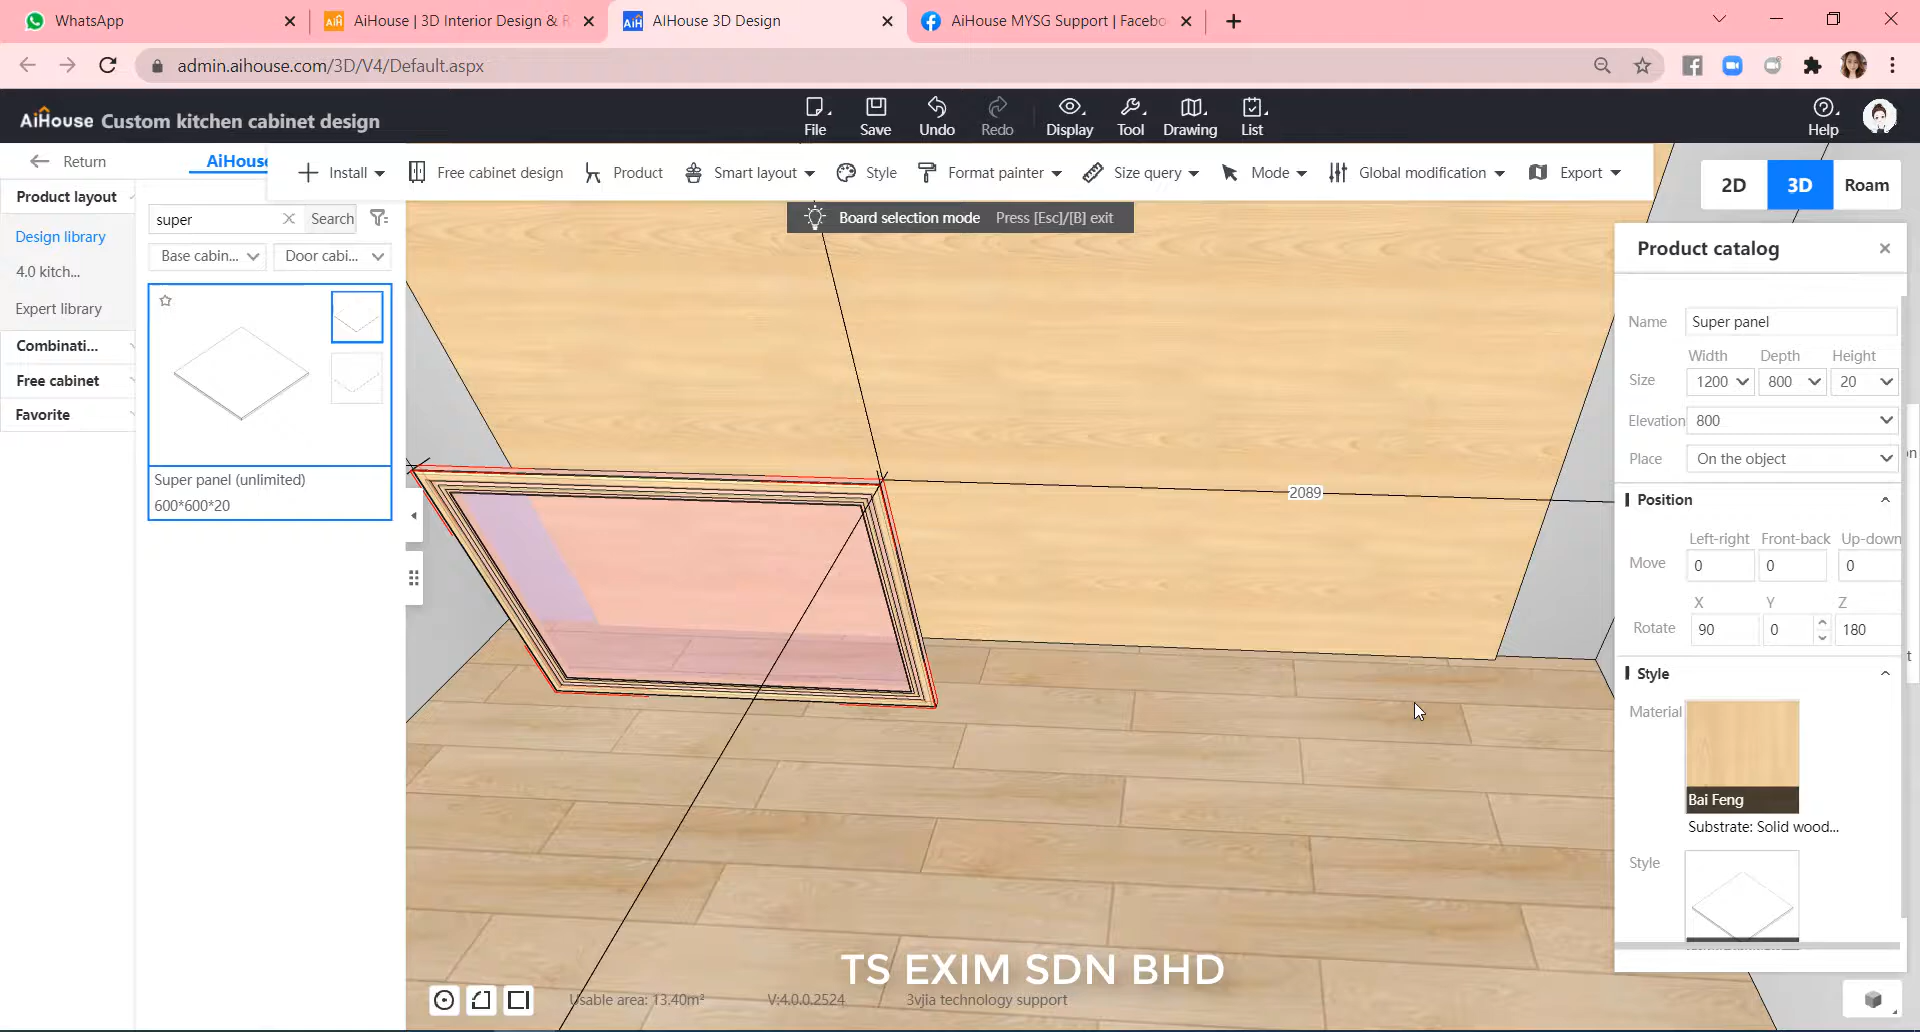 WhatsApp
AiHouse | 3D Interior Design & R
AIHouse 3D Design
AiHouse MYSG Support | Facebo
admin.aihouse.com/3D/V4/Default.aspx
AiHouse Custom kitchen cabinet design
File
Save
Undo
Redo
Display
Tool
Drawing
List
Help
Return
AiHouse
Install
Free cabinet design
Product
Smart layout
Style
Format painter
Size query
Mode
Global modification
Export
2D
3D
Roam
Product layout
Design library
4.0 kitch...
Expert library
Combinati...
Free cabinet
Favorite
super
Search
Base cabin...
Door cabi...
Super panel (unlimited)
600*600*20
Board selection mode Press [Esc]/[B] exit
2089
Product catalog
Name Super panel
Width Depth Height
Size 1200 800 20
Elevation 800
Place On the object
Position
Left-right Front-back Up-down
Move 0 0 0
X Y Z
Rotate 90 0 180
Style
Material
Bai Feng
Substrate: Solid wood...
Style
TS EXIM SDN BHD
Usable area: 13.40m²
V:4.0.0.2524
3vjia technology support